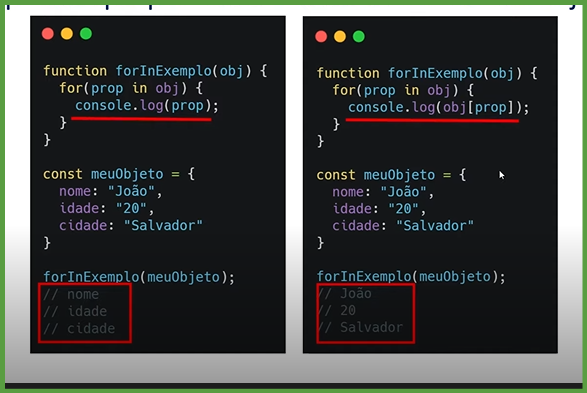 function forInExemplo(obj) {
for(prop in obj) {
console.log(prop);
}
}
const meuObjeto = {
nome: "João",
idade: "20",
cidade: "Salvador"
}
forInExemplo(meuObjeto);
// nome
// idade
// cidade
function forInExemplo(obj) {
for(prop in obj) {
console.log(obj[prop]);
}
}
const meuObjeto = {
nome: "João",
idade: "20",
cidade: "Salvador"
}
forInExemplo(meuObjeto);
// João
// 20
// Salvador